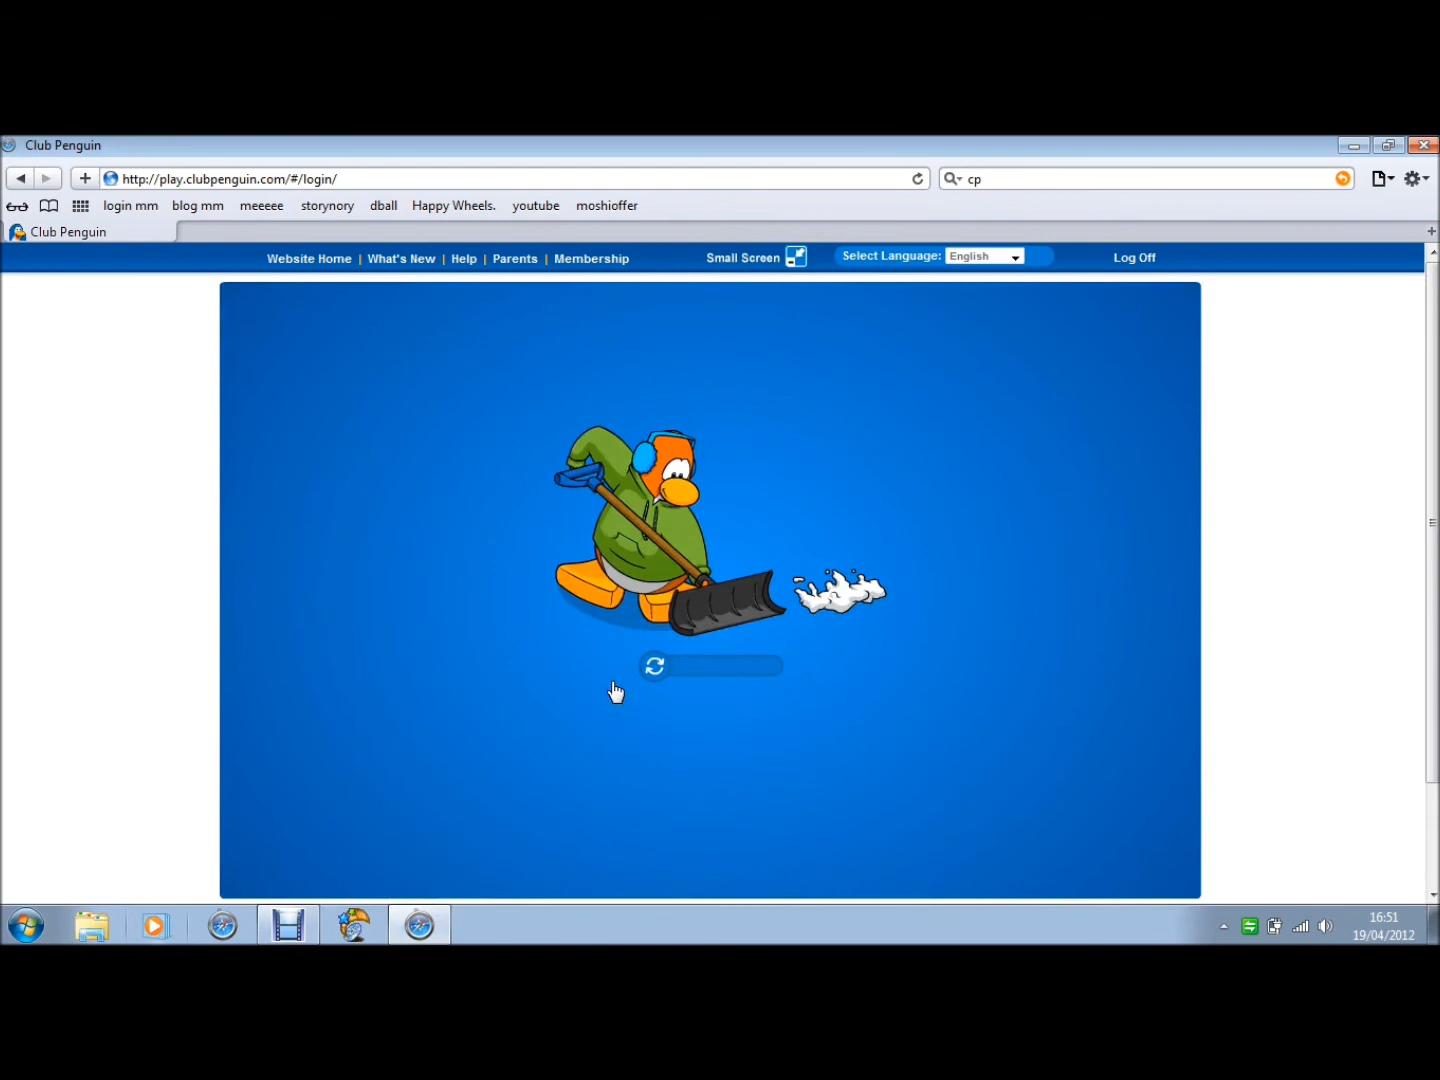 Club Penguin
http://play.clubpenguin.com/#/login/
cp
login mm blog mm meeeee storynory dball Happy Wheels. youtube moshioffer
Club Penguin
Website Home | What's New | Help | Parents | Membership Small Screen Select Language: English Log Off
16:51
19/04/2012